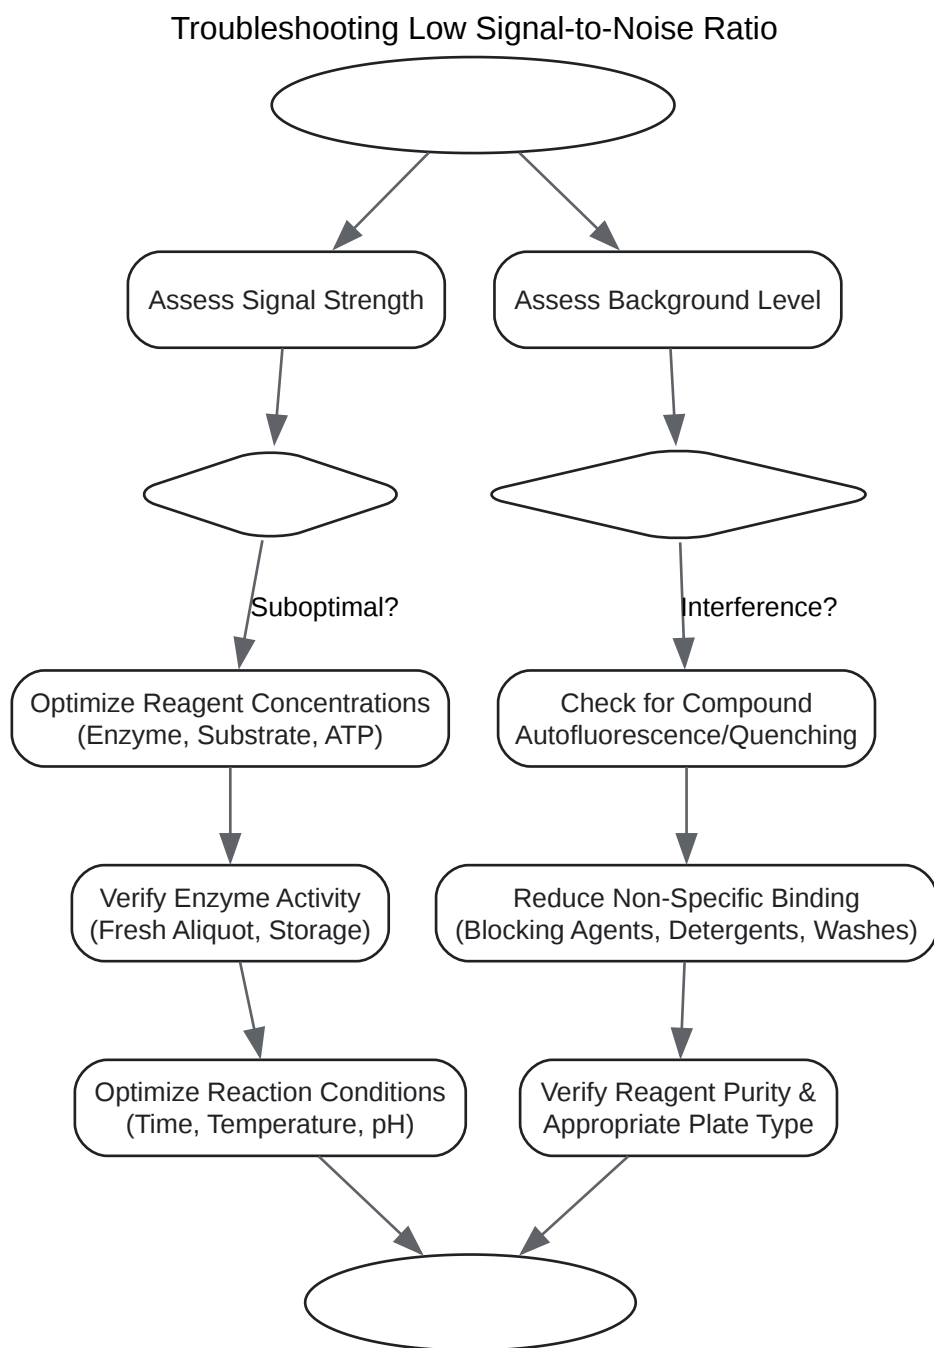 Troubleshooting Low Signal-to-Noise Ratio
Assess Signal Strength
Assess Background Level
Suboptimal?
Interference?
Optimize Reagent Concentrations
(Enzyme, Substrate, ATP)
Check for Compound
Autofluorescence/Quenching
Verify Enzyme Activity
(Fresh Aliquot, Storage)
Reduce Non-Specific Binding
(Blocking Agents, Detergents, Washes)
Optimize Reaction Conditions
(Time, Temperature, pH)
Verify Reagent Purity &
Appropriate Plate Type